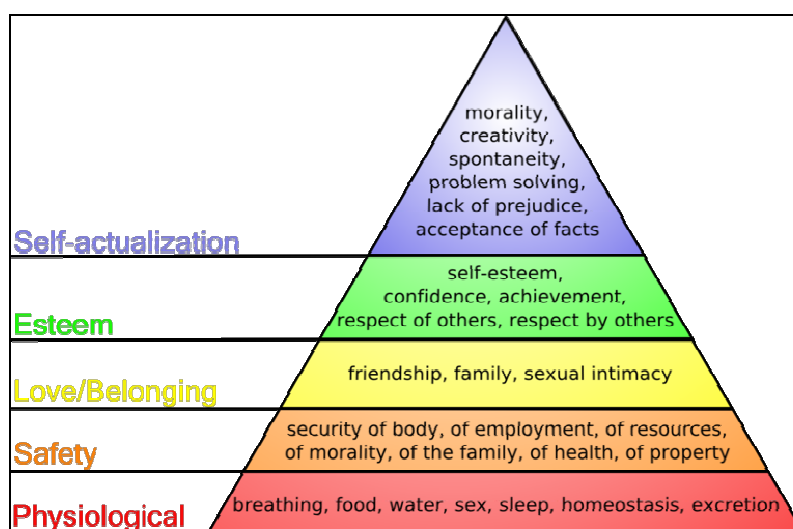 morality,
creativity,
spontaneity,
problem solving,
lack of prejudice,
acceptance of facts
Self-actualization
self-esteem,
confidence, achievement,
respect of others, respect by others
Esteem
friendship, family, sexual intimacy
Love/Belonging
security of body, of employment, of resources,
of morality, of the family, of health, of property
Safety
breathing, food, water, sex, sleep, homeostasis, excretion
Physiological